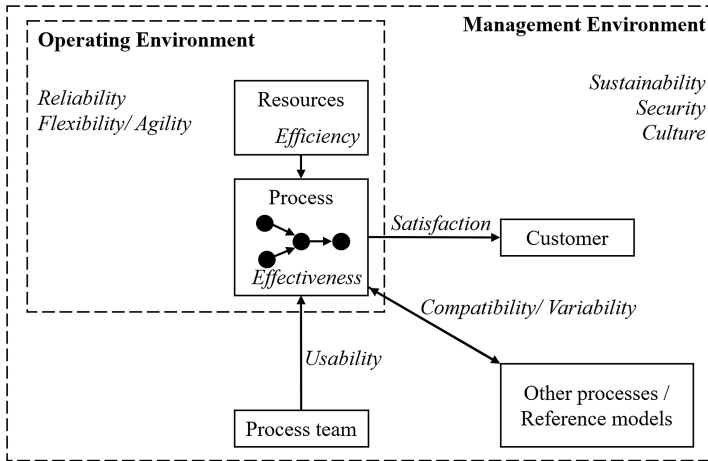 Operating Environment
Management Environment
Reliability
Flexibility/ Agility
Resources
Efficiency
Sustainability
Security
Culture
Process
Effectiveness
Satisfaction
Customer
Compatibility/ Variability
Usability
Process team
Other processes /
Reference models